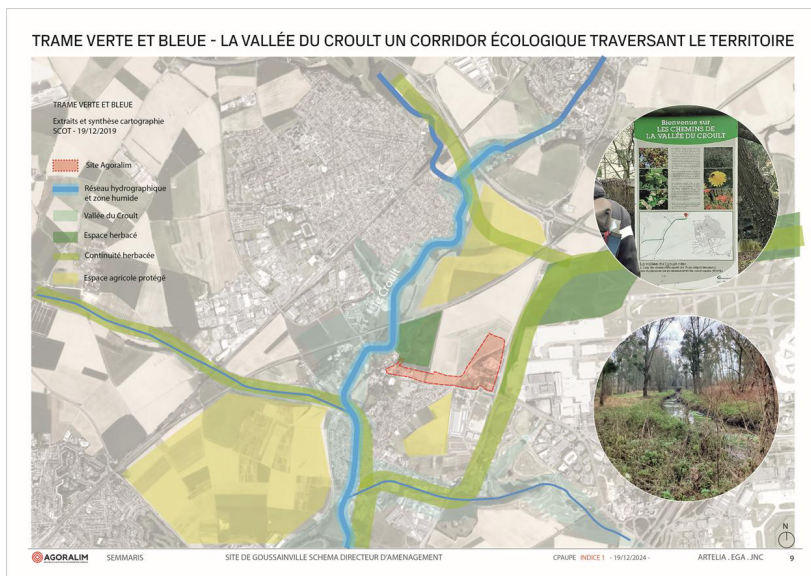 TRAME VERTE ET BLEUE - LA VALLÉE DU CROULT UN CORRIDOR ÉCOLOGIQUE TRAVERSANT LE TERRITOIRE
TRAME VERTE ET BLEUE
Extraits et synthèse cartographie
SCOT - 19/12/2019
Site Agoralim
Réseau hydrographique
et zone humide
Vallée du Croult
Espace herbacé
Continuité herbacée
Espace agricole protégé
Bienvenue sur
LES CHEMINS DE
LA VALLÉE DU CROULT
N
AGORALIM
SEMMARIS
SITE DE GOUSSAINVILLE SCHEMA DIRECTEUR D'AMENAGEMENT
CPAUPE INDICE 1 - 19/12/2024 -
ARTELIA . EGA . JNC
9